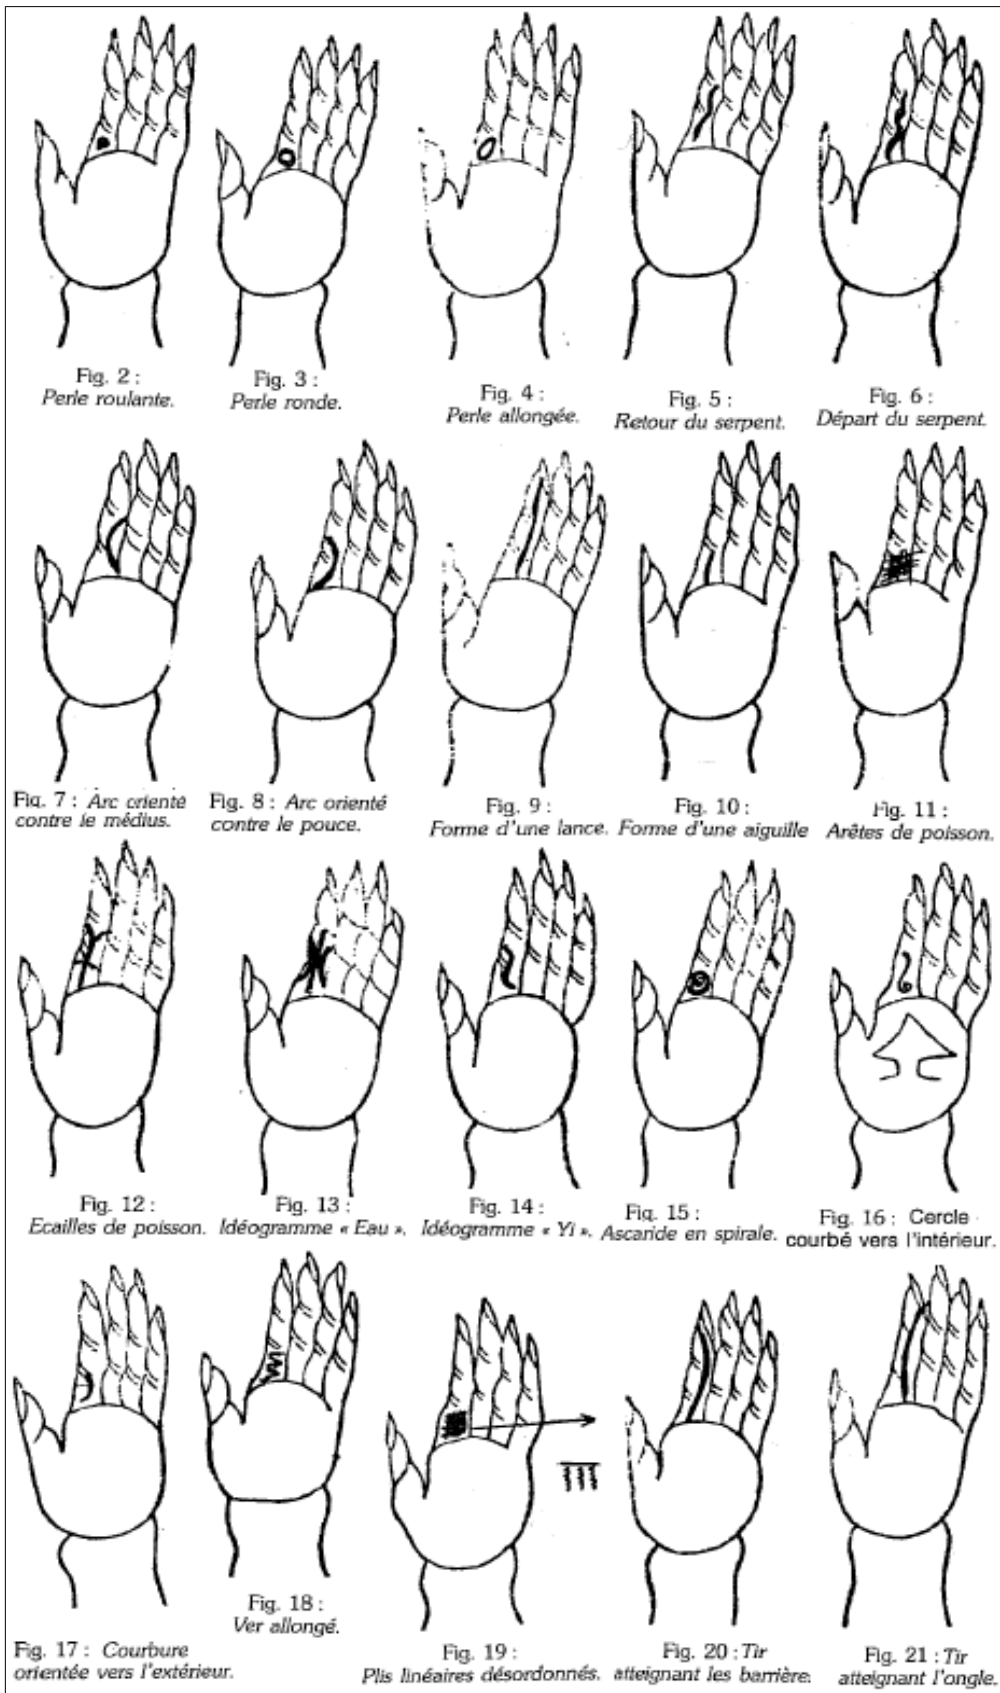 Fig. 2 :
Perle roulante.
Fig. 3 :
Perle ronde.
Fig. 4 :
Perle allongée.
Fig. 5 :
Retour du serpent.
Fig. 6 :
Départ du serpent.
Fig. 7 : Arc orienté
contre le médius.
Fig. 8 : Arc orienté
contre le pouce.
Fig. 9 :
Forme d'une lance.
Fig. 10 :
Forme d'une aiguille
Fig. 11 :
Arêtes de poisson.
Fig. 12 :
Ecailles de poisson.
Fig. 13 :
Idéogramme « Eau ».
Fig. 14 :
Idéogramme « Yi ».
Fig. 15 :
Ascaride en spirale.
Fig. 16 : Cercle
courbé vers l'intérieur.
Fig. 17 : Courbure
orientée vers l'extérieur.
Fig. 18 :
Ver allongé.
Fig. 19 :
Plis linéaires désordonnés.
Fig. 20 : Tir
atteignant les barrière.
Fig. 21 : Tir
atteignant l'ongle.